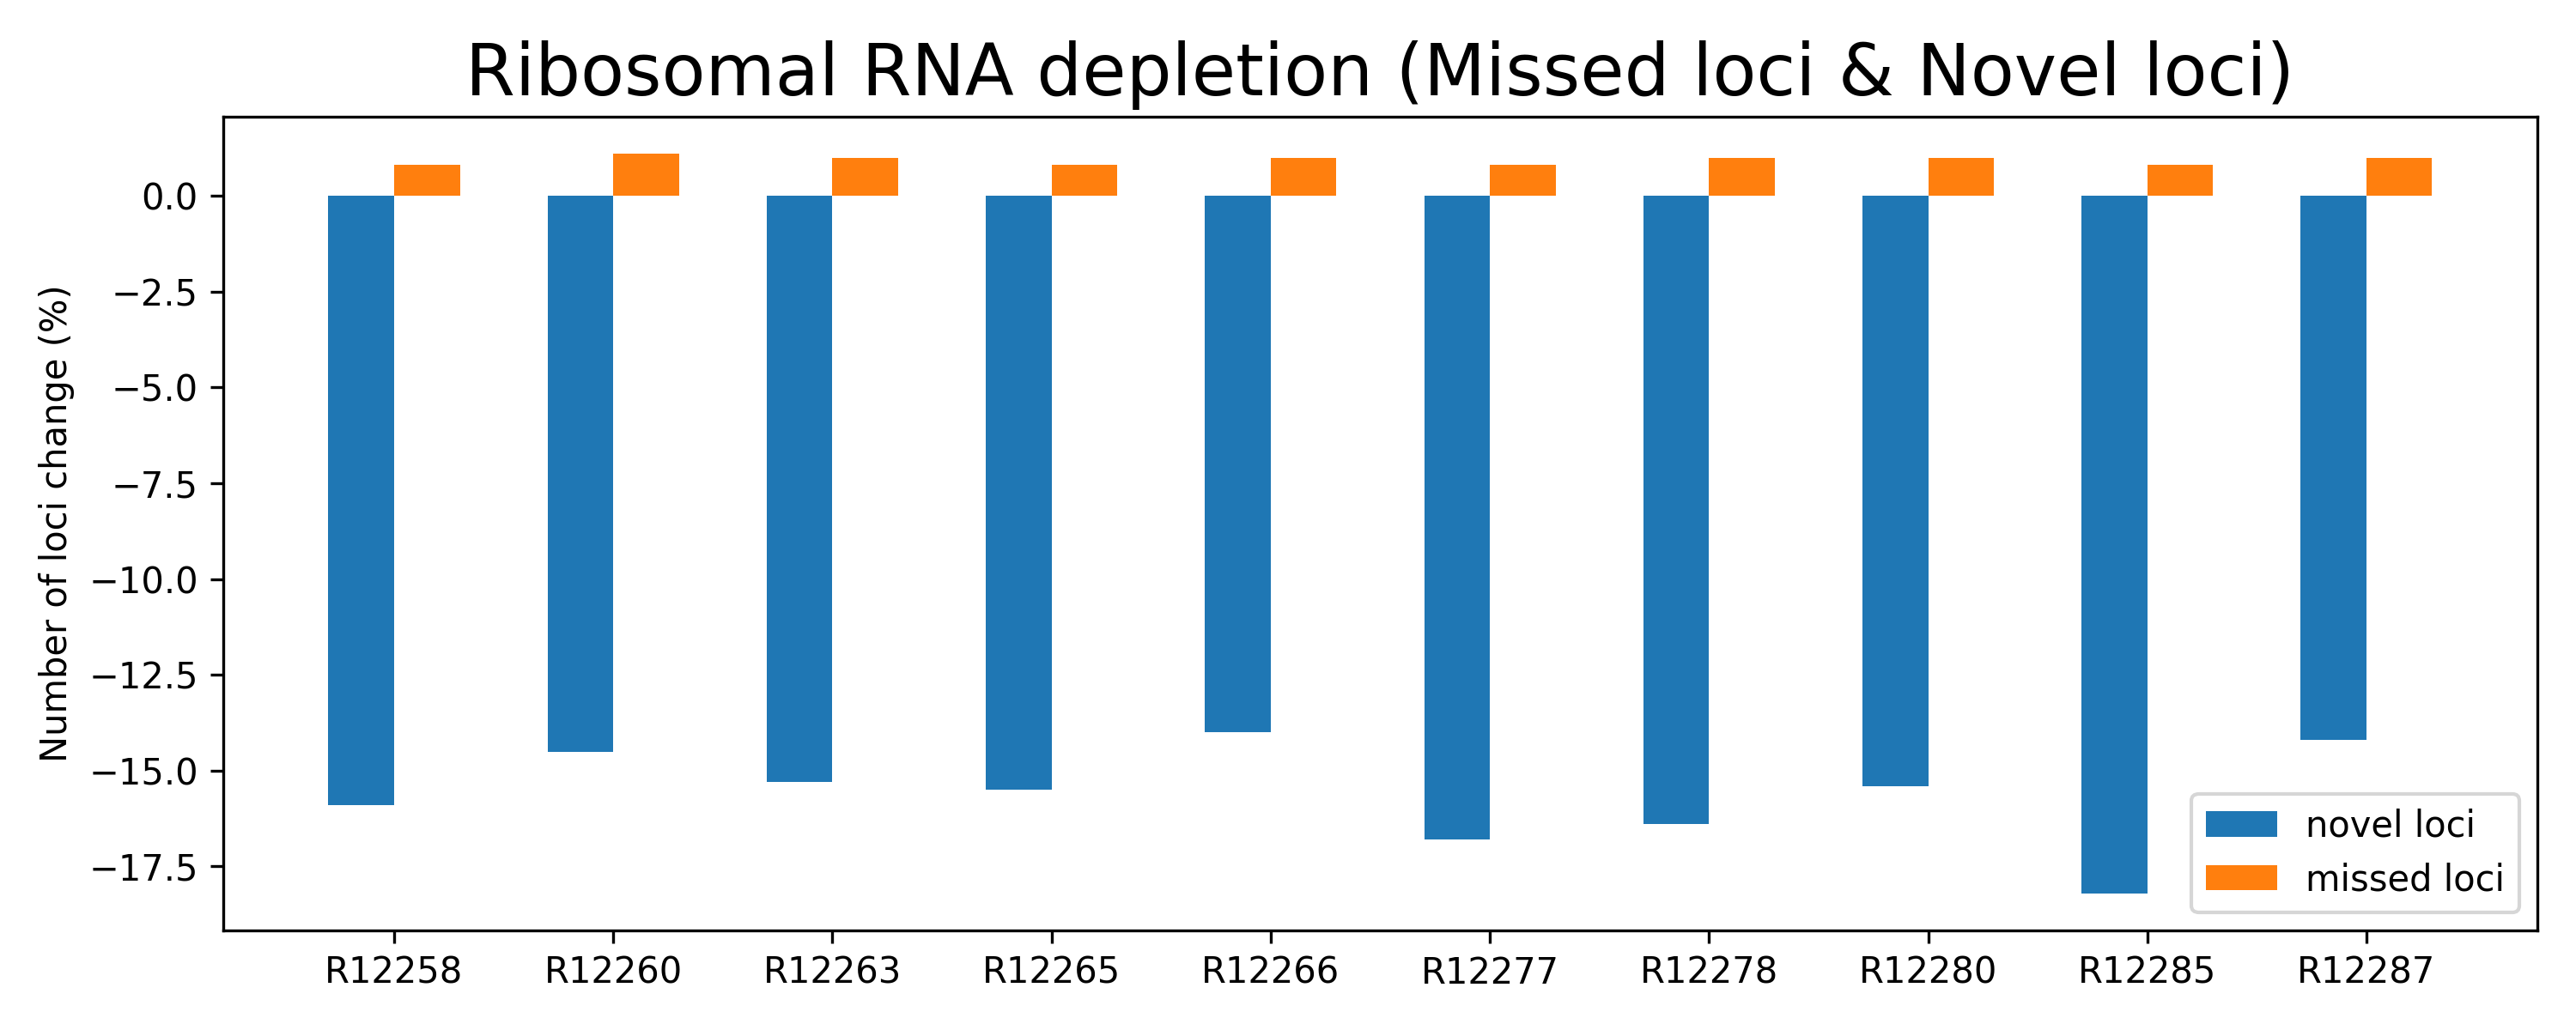 Ribosomal RNA depletion (Missed loci & Novel loci)
Number of loci change (%)
0.0
−2.5
−5.0
−7.5
−10.0
−12.5
−15.0
−17.5
novel loci
missed loci
R12258 R12260 R12263 R12265 R12266 R12277 R12278 R12280 R12285 R12287